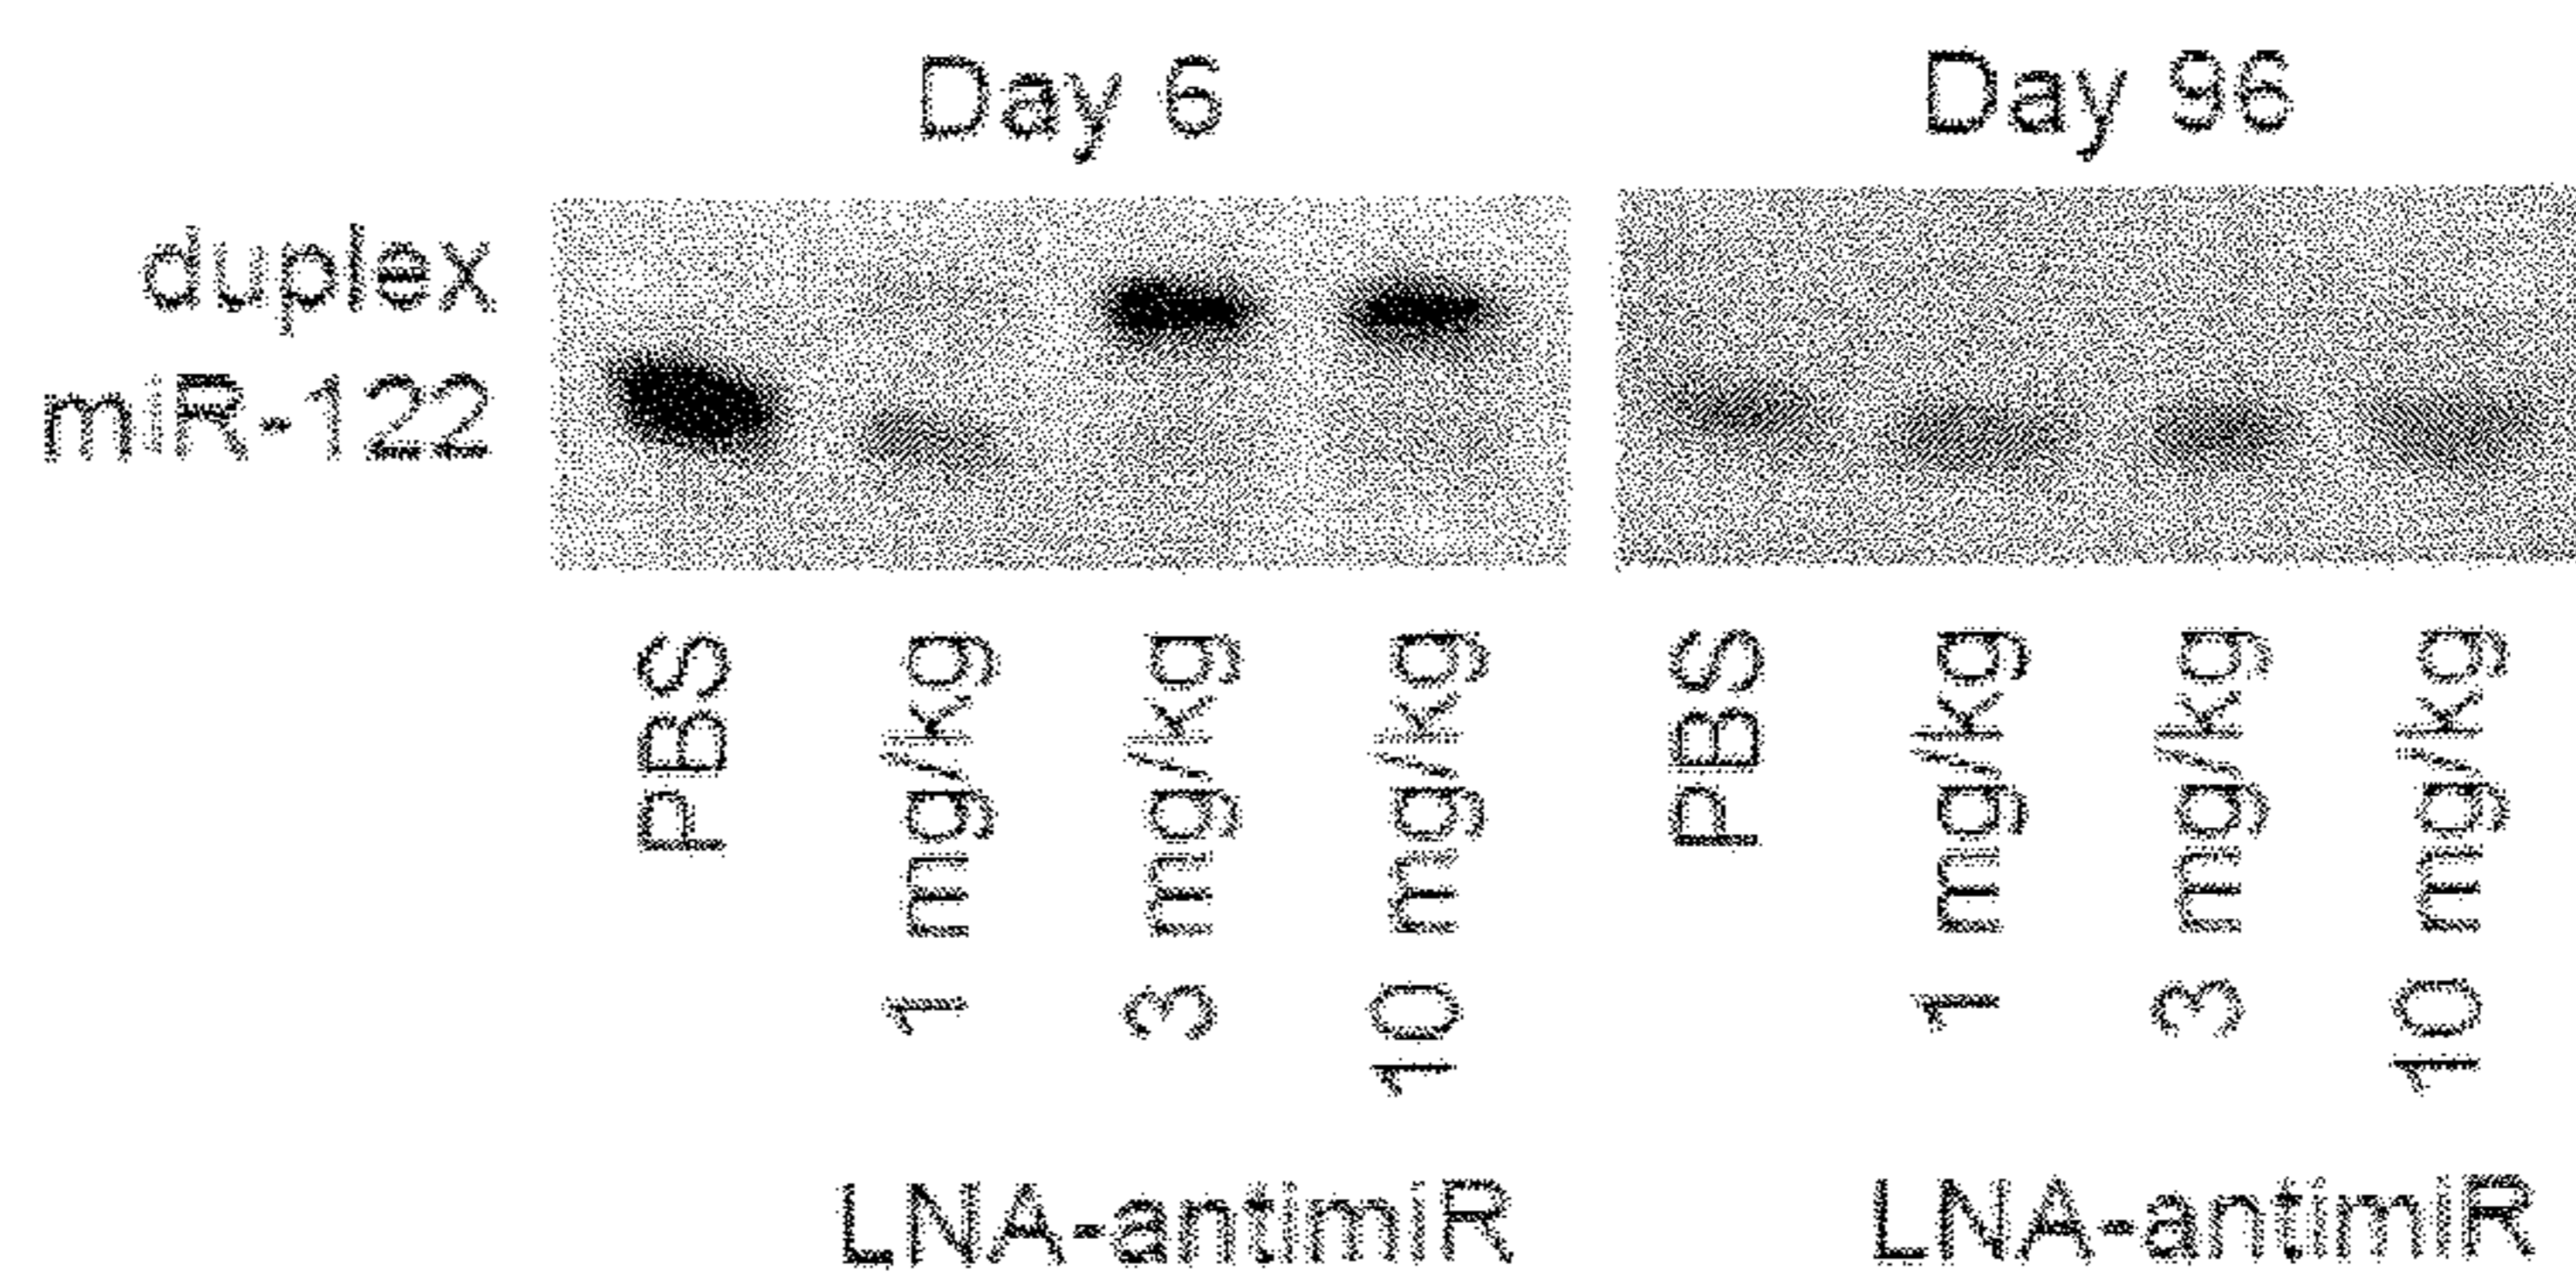 Day 6 Day 96
duplex
miR-122
PBS 1 mg/kg 3 mg/kg 10 mg/kg PBS 1 mg/kg 3 mg/kg 10 mg/kg
LNA-antimiR LNA-antimiR